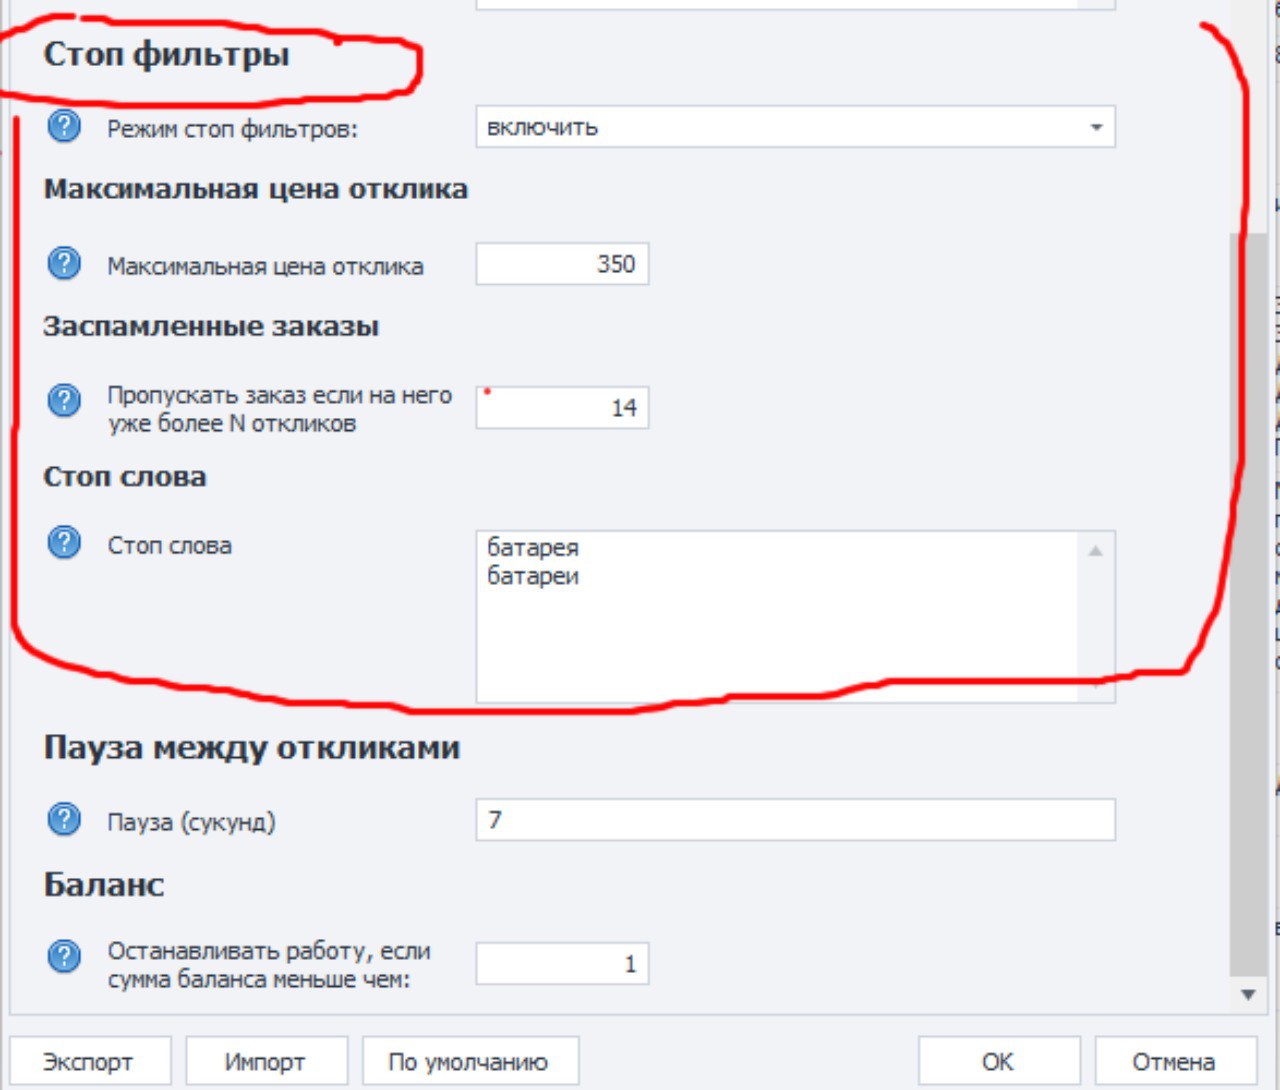 Стоп фильтры
Режим стоп фильтров: включить
Максимальная цена отклика
Максимальная цена отклика 350
Заспамленные заказы
Пропускать заказ если на него
уже более N откликов 14
Стоп слова
Стоп слова
батарея
батареи
Пауза между откликами
Пауза (сукунд) 7
Баланс
Останавливать работу, если
сумма баланса меньше чем: 1
Экспорт Импорт По умолчанию OK Отмена